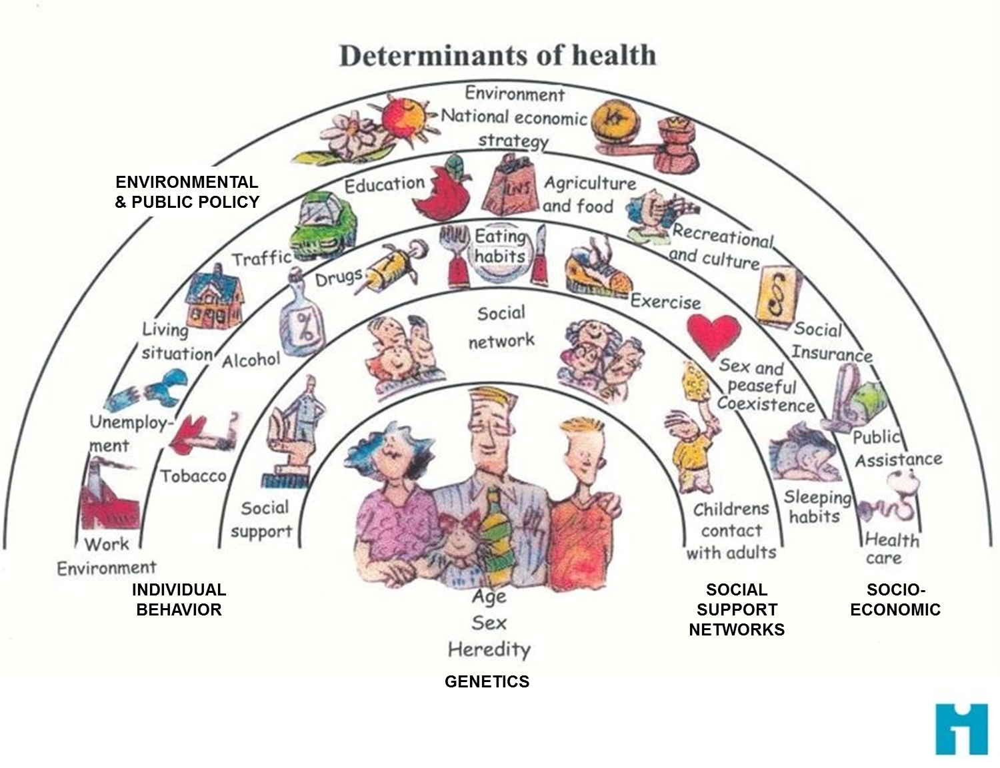 Determinants of health
Environment
National economic
strategy
ENVIRONMENTAL
& PUBLIC POLICY
Education
Agriculture
and food
Recreational
and culture
Traffic
Living
situation
Unemploy-
ment
Work
Environment
Social
Insurance
Public
Assistance
Health
care
Eating
habits
Drugs
%
Alcohol
Tobacco
Exercise
§
Sex and
peaseful
Coexistence
Sleeping
habits
Social
network
Social
support
Childrens
contact
with adults
Age
Sex
Heredity
GENETICS
INDIVIDUAL
BEHAVIOR
SOCIAL
SUPPORT
NETWORKS
SOCIO-
ECONOMIC